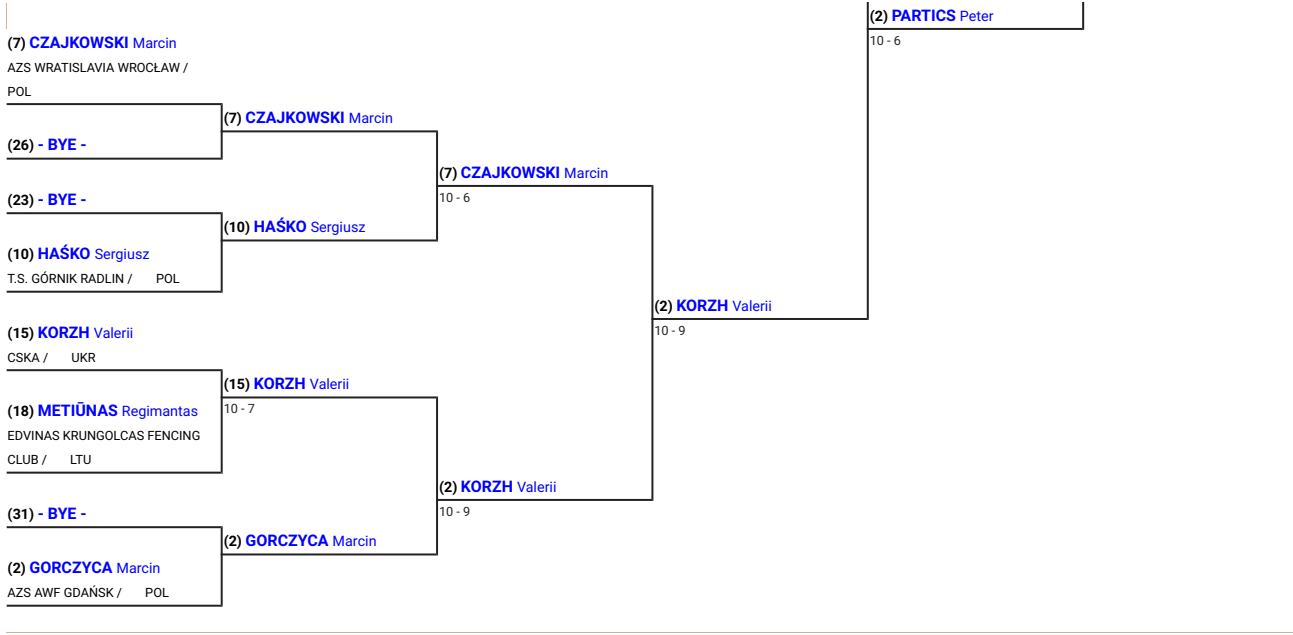 (2) PARTICS Peter
10 - 6
(7) CZAJKOWSKI Marcin
AZS WRATISLAVIA WROCŁAW /
POL
(7) CZAJKOWSKI Marcin
(26) - BYE -
(7) CZAJKOWSKI Marcin
10 - 6
(23) - BYE -
(10) HAŚKO Sergiusz
(10) HAŚKO Sergiusz
T.S. GÓRNIK RADLIN / POL
(2) KORZH Valerii
10 - 9
(15) KORZH Valerii
CSKA / UKR
(15) KORZH Valerii
10 - 7
(18) METIŪNAS Regimantas
EDVINAS KRUNGOLCAS FENCING
CLUB / LTU
(2) KORZH Valerii
10 - 9
(31) - BYE -
(2) GORCZYCA Marcin
(2) GORCZYCA Marcin
AZS AWF GDAŃSK / POL